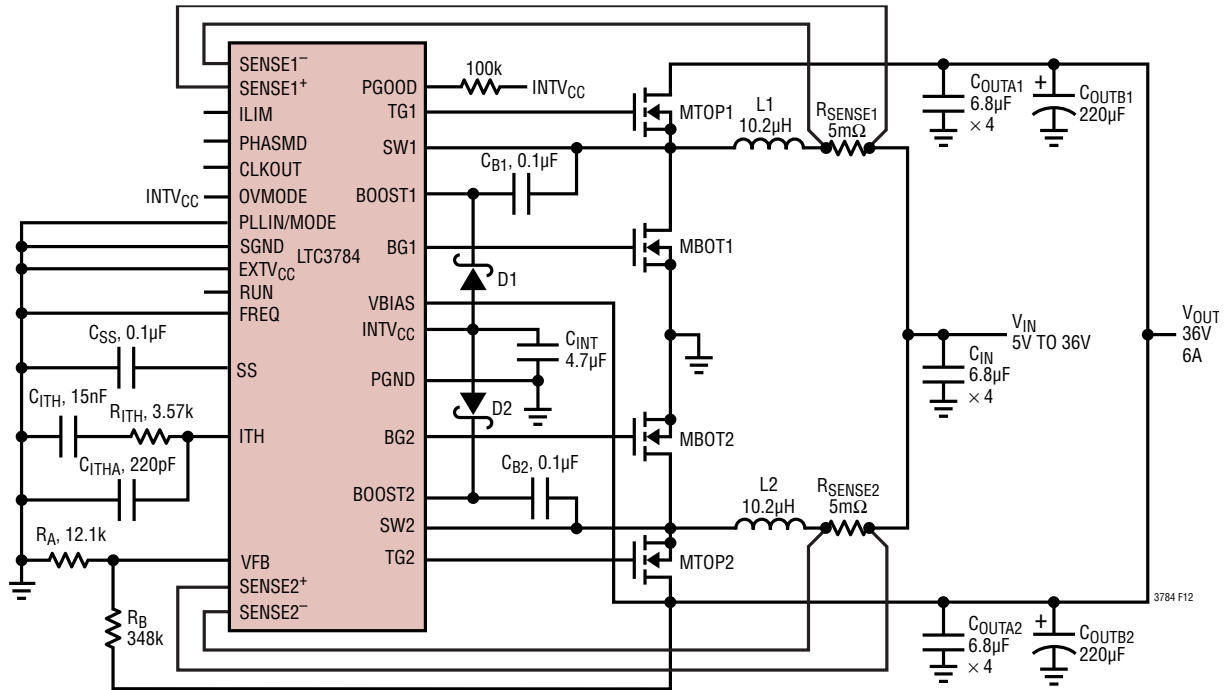 SENSE1–
SENSE1+
ILIM
PHASMD
CLKOUT
INTVCC
OVMODE
PLLIN/MODE
SGND
LTC3784
EXTVCC
RUN
FREQ
CSS, 0.1µF
SS
CITH, 15nF
RITH, 3.57k
ITH
CITHA, 220pF
RA, 12.1k
VFB
SENSE2+
SENSE2–
RB
348k
PGOOD
100k
INTVCC
TG1
MTOP1
SW1
L1
10.2µH
RSENSE1
5mΩ
CB1, 0.1µF
BOOST1
BG1
MBOT1
D1
VBIAS
INTVCC
CINT
4.7µF
PGND
D2
BG2
MBOT2
CB2, 0.1µF
BOOST2
SW2
L2
10.2µH
RSENSE2
5mΩ
TG2
MTOP2
COUTA1
6.8µF
× 4
+
COUTB1
220µF
VIN
5V TO 36V
CIN
6.8µF
× 4
VOUT
36V
6A
3784 F12
COUTA2
6.8µF
× 4
+
COUTB2
220µF